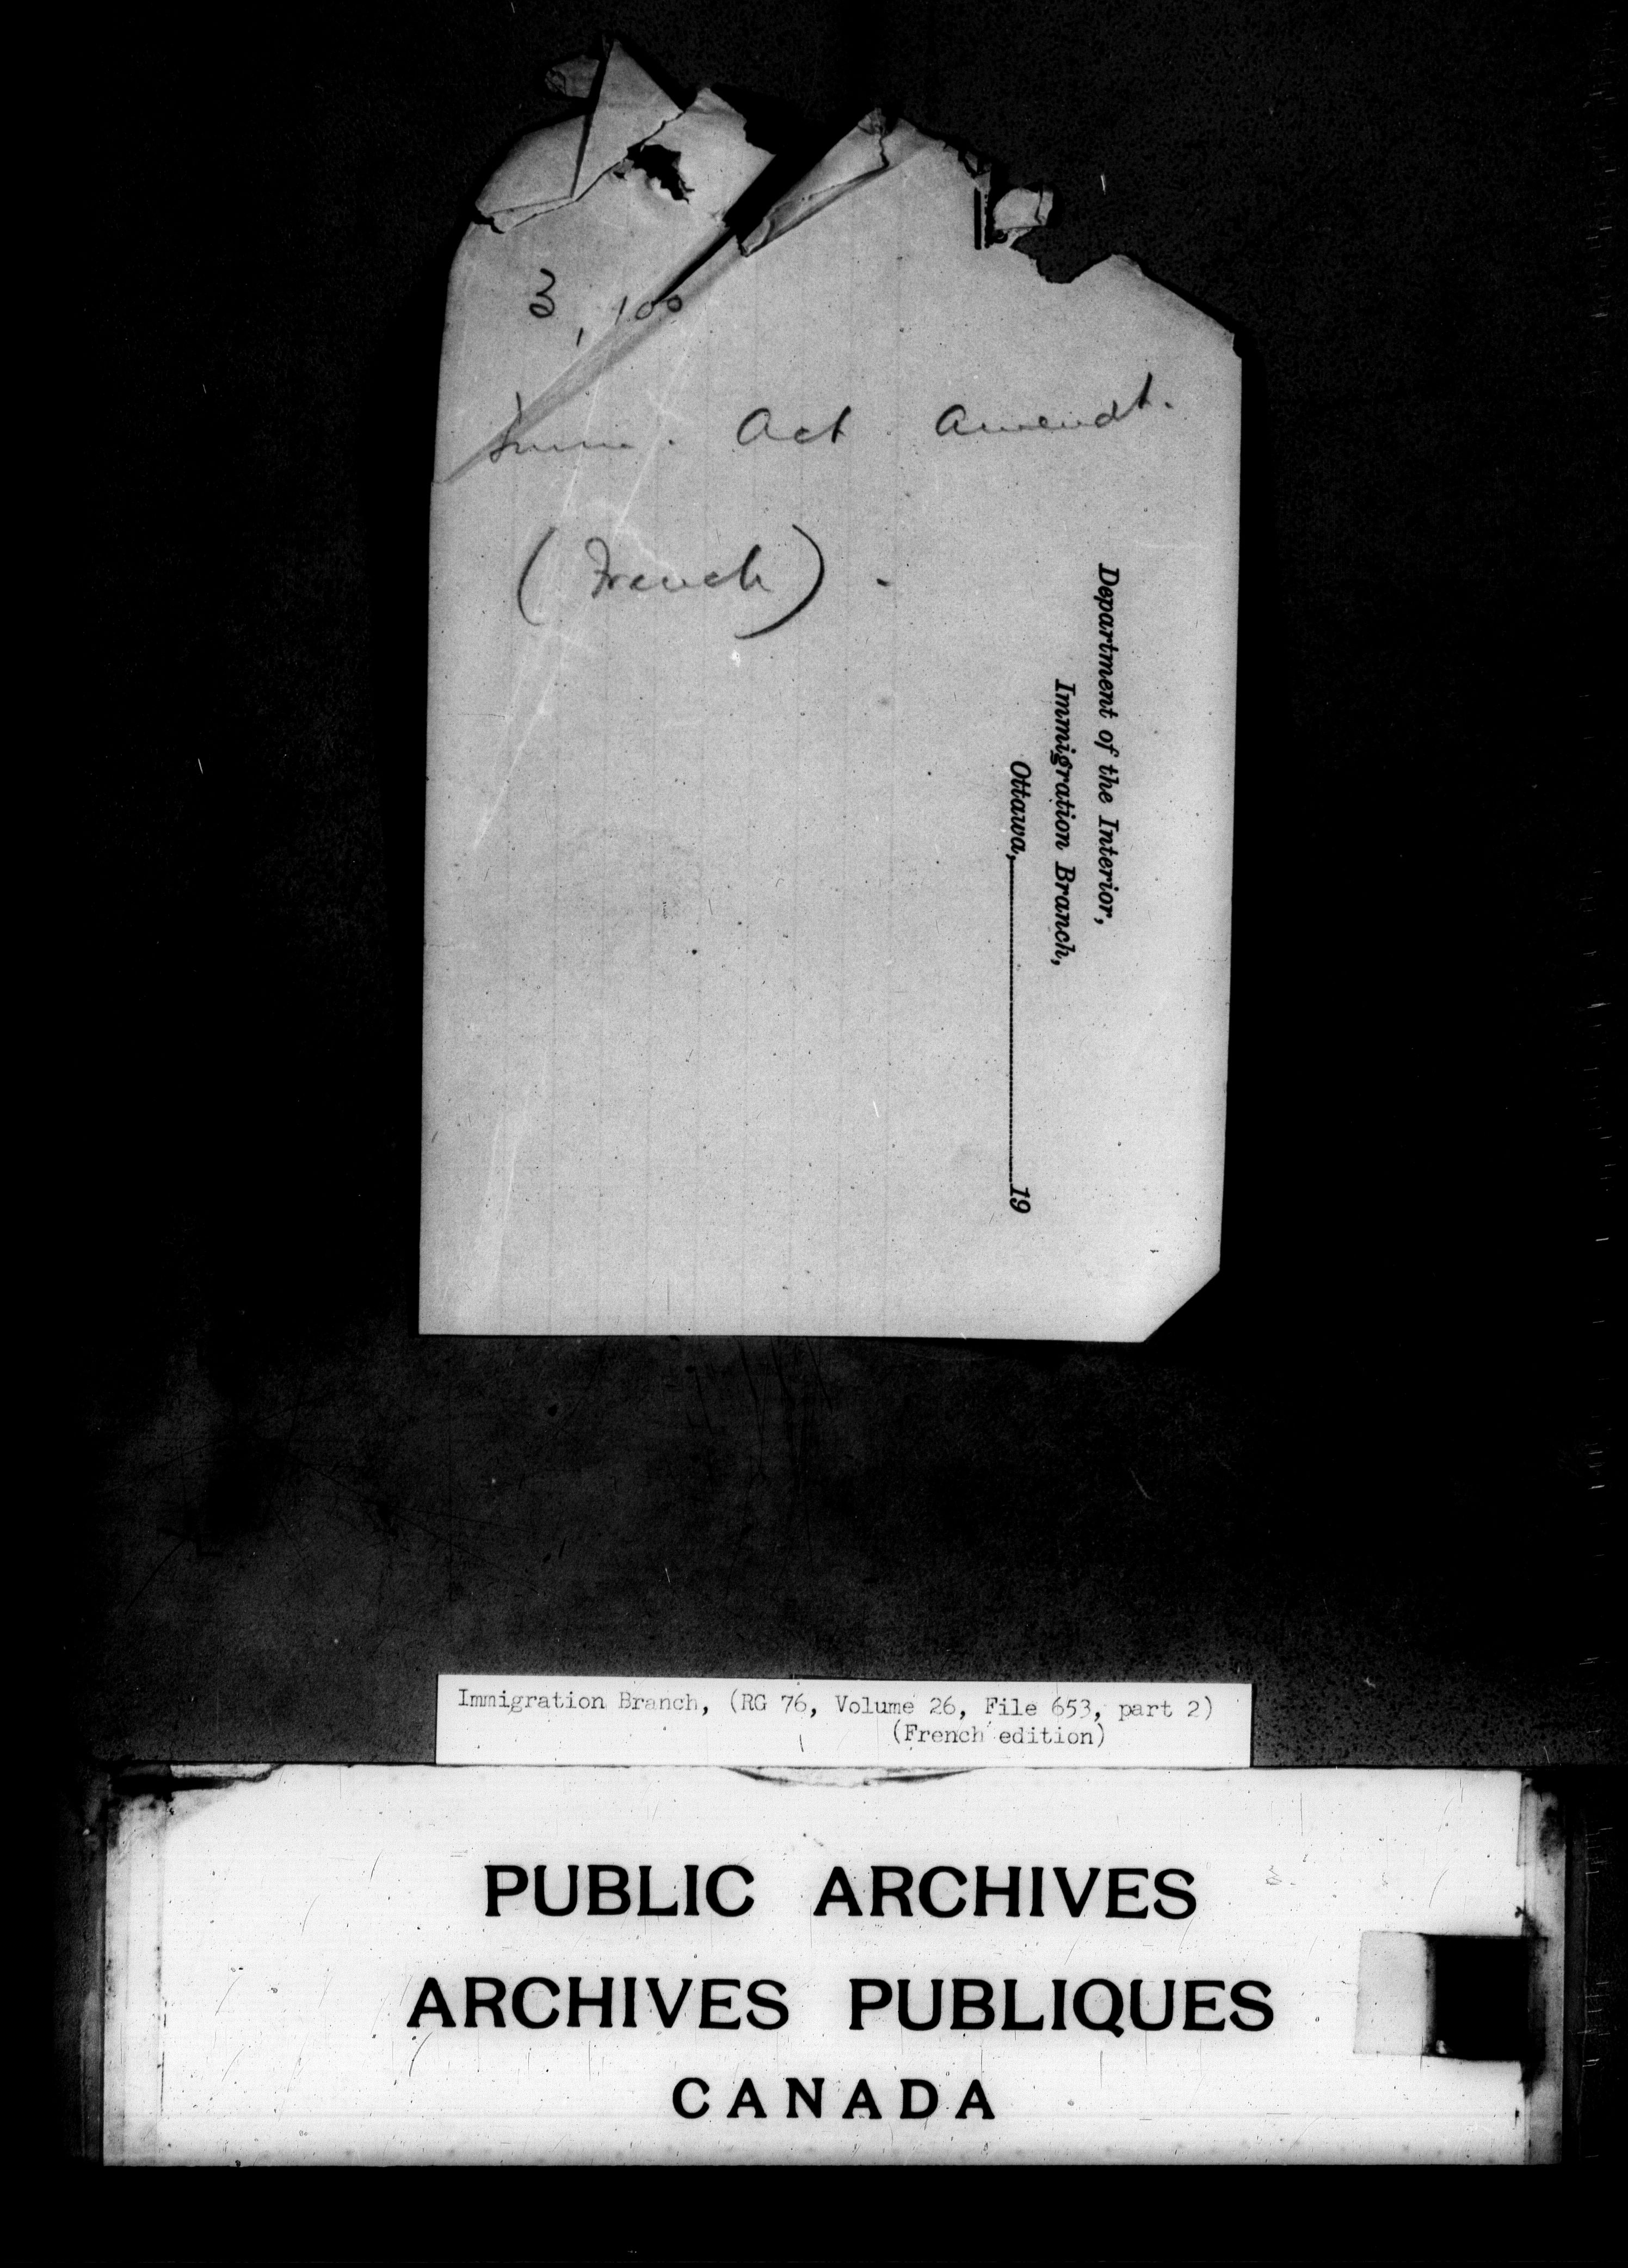 3,100
Imm. Act Amendt.
(French).
Department of the Interior,
Immigration Branch,
Ottawa, 19
Immigration Branch, (RG 76, Volume 26, File 653, part 2)
(French edition)
PUBLIC ARCHIVES
ARCHIVES PUBLIQUES
CANADA